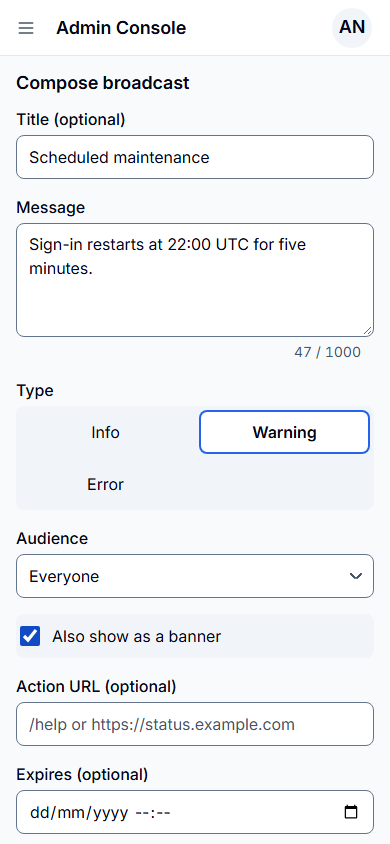 Admin Console
AN
Compose broadcast
Title (optional)
Scheduled maintenance
Message
Sign-in restarts at 22:00 UTC for five
minutes.
47 / 1000
Type
Info
Warning
Error
Audience
Everyone
Also show as a banner
Action URL (optional)
/help or https://status.example.com
Expires (optional)
dd/mm/yyyy --:--